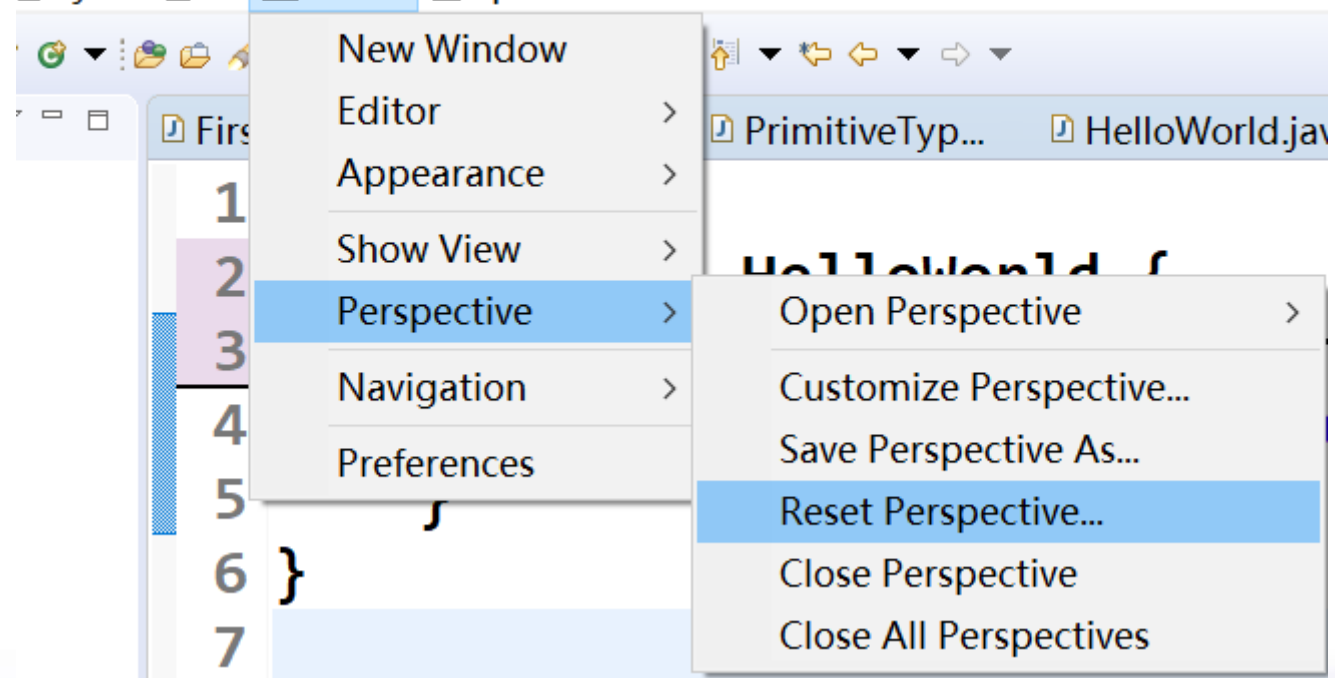 New Window
Editor
Appearance
Show View
Perspective
Navigation
Preferences
Open Perspective
Customize Perspective...
Save Perspective As...
Reset Perspective...
Close Perspective
Close All Perspectives
PrimitiveTyp...
HelloWorld.jav
1
2 HelloWorld {
3
4
5 }
6 }
7